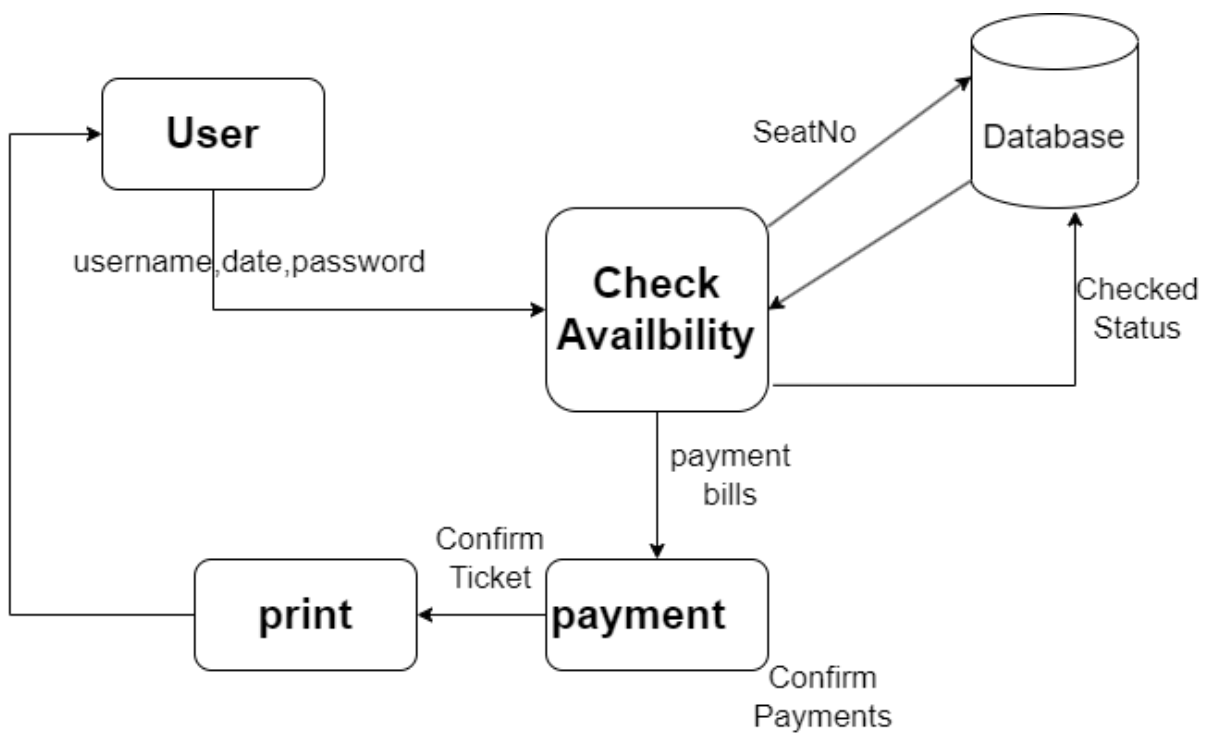 User
Database
SeatNo
username,date,password
Check
Availbility
Checked
Status
payment
bills
Confirm
Ticket
print
payment
Confirm
Payments